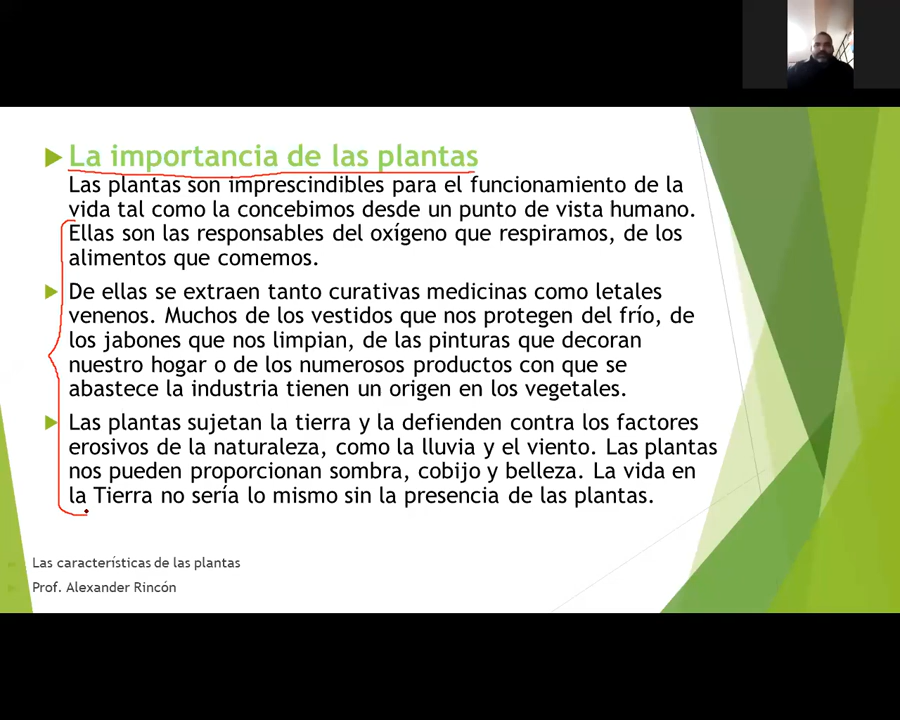 La importancia de las plantas
Las plantas son imprescindibles para el funcionamiento de la
vida tal como la concebimos desde un punto de vista humano.
Ellas son las responsables del oxígeno que respiramos, de los
alimentos que comemos.
De ellas se extraen tanto curativas medicinas como letales
venenos. Muchos de los vestidos que nos protegen del frío, de
los jabones que nos limpian, de las pinturas que decoran
nuestro hogar o de los numerosos productos con que se
abastece la industria tienen un origen en los vegetales.
Las plantas sujetan la tierra y la defienden contra los factores
erosivos de la naturaleza, como la lluvia y el viento. Las plantas
nos pueden proporcionan sombra, cobijo y belleza. La vida en
la Tierra no sería lo mismo sin la presencia de las plantas.
Las características de las plantas
Prof. Alexander Rincón